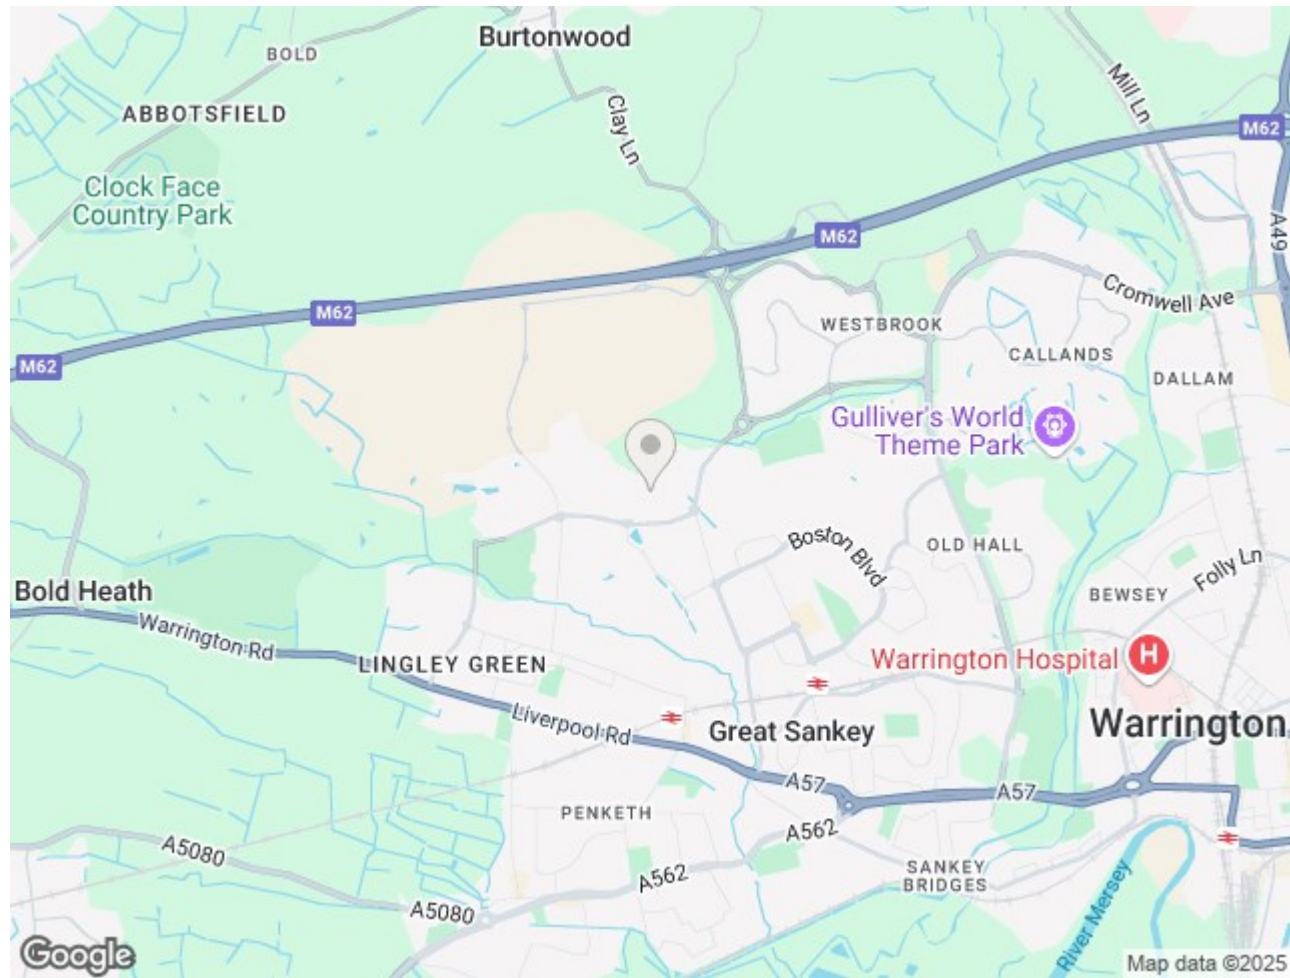 Burtonwood
BOLD
Mill Ln
ABBOTSFIELD
Clay Ln
M62
Clock Face
Country Park
M62
A49
M62
Cromwell Ave
WESTBROOK
CALLANDS
M62
DALLAM
Gulliver's World
Theme Park
Boston Blvd
OLD HALL
Folly Ln
Bold Heath
BEWSEY
Warrington Rd
LINGLEY GREEN
Warrington Hospital
H
Liverpool Rd
Great Sankey
Warrington
A57
A57
PENKETH
A562
A5080
SANKEY
BRIDGES
A562
A5080
River Mersey
Google
Map data ©2025